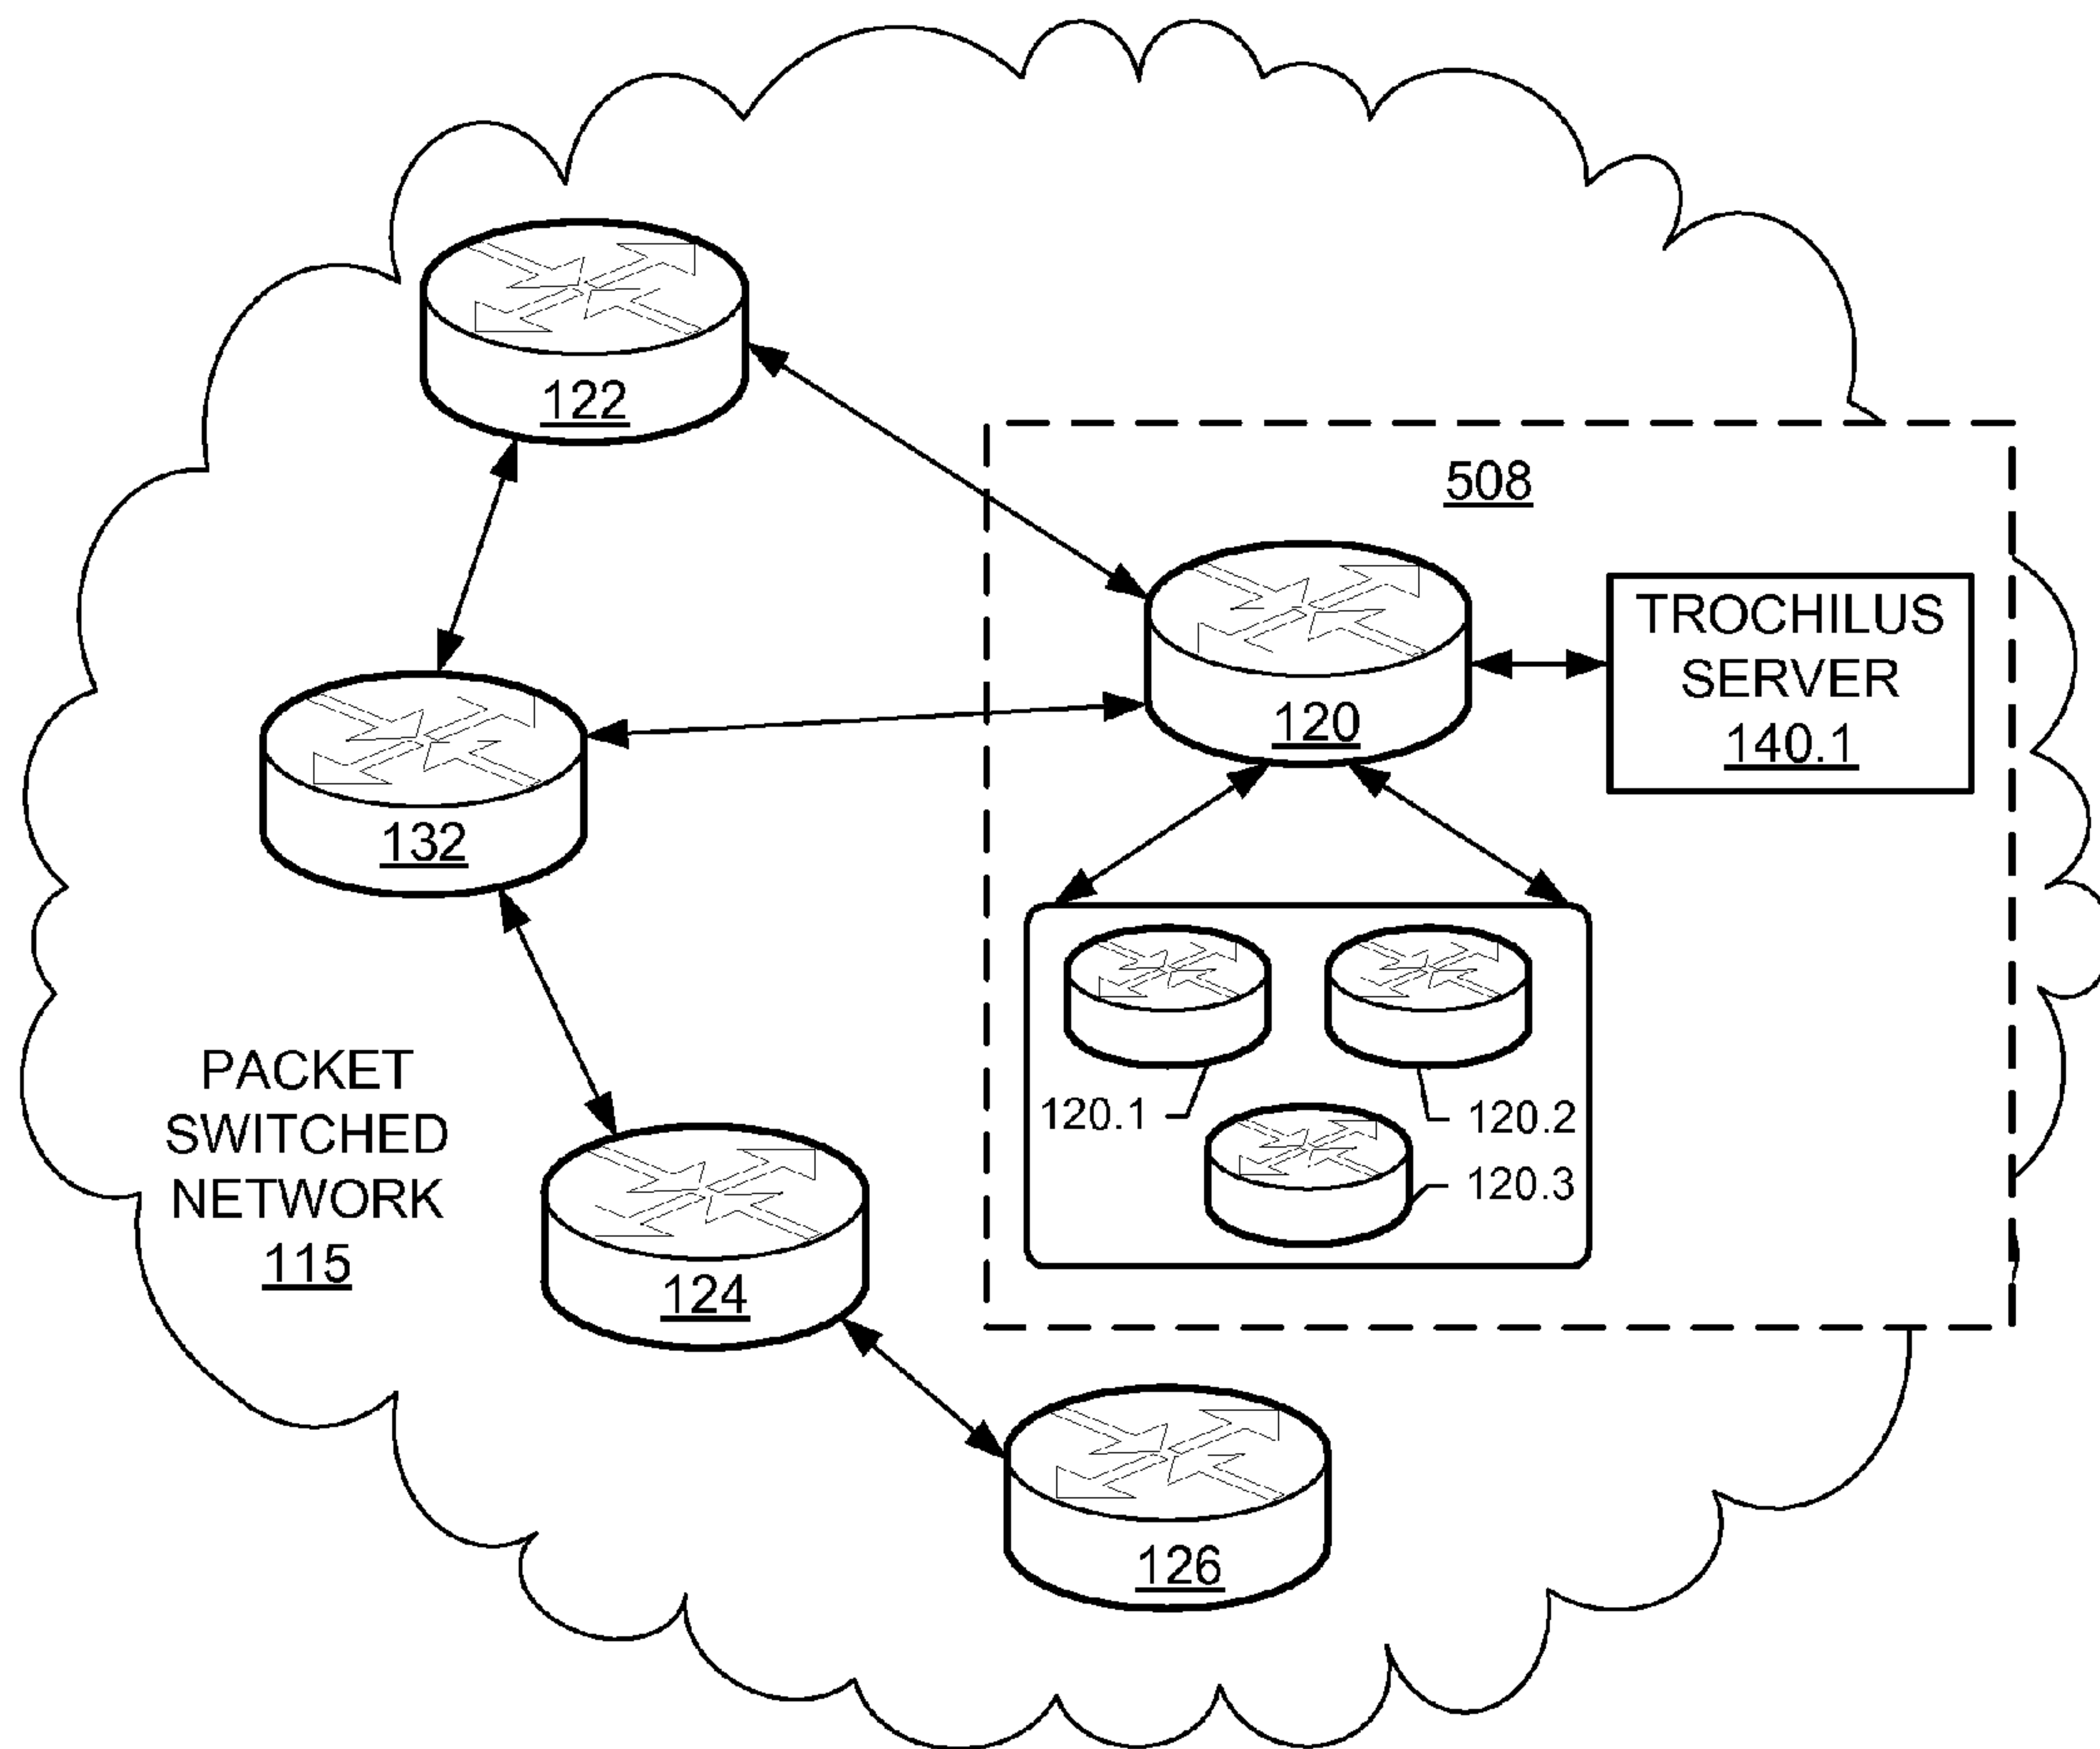 122
508
TROCHILUS
SERVER
140.1
120
132
120.1
120.2
120.3
PACKET
SWITCHED
NETWORK
115
124
126